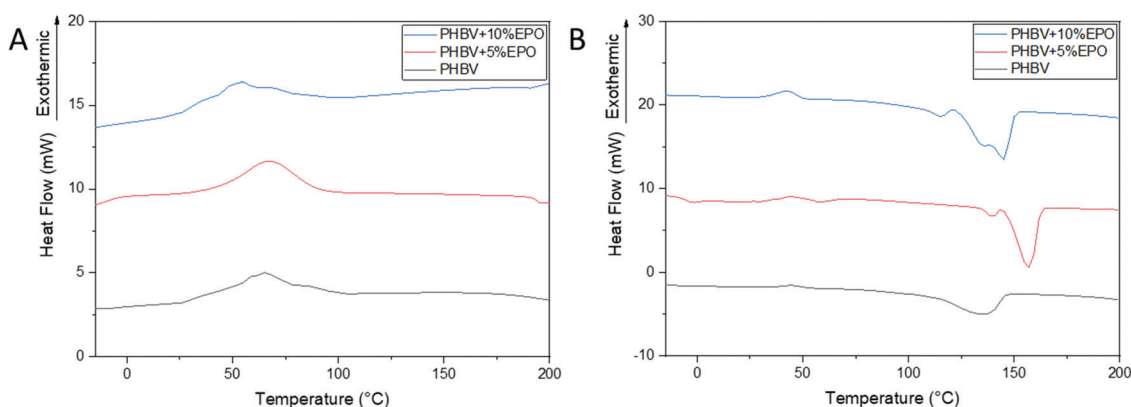 A
Exothermic
Heat Flow (mW)
20
15
10
5
0
PHBV+10%EPO
PHBV+5%EPO
PHBV
0
50
100
150
200
Temperature (°C)
B
Exothermic
Heat Flow (mW)
30
20
10
0
-10
PHBV+10%EPO
PHBV+5%EPO
PHBV
0
50
100
150
200
Temperature (°C)